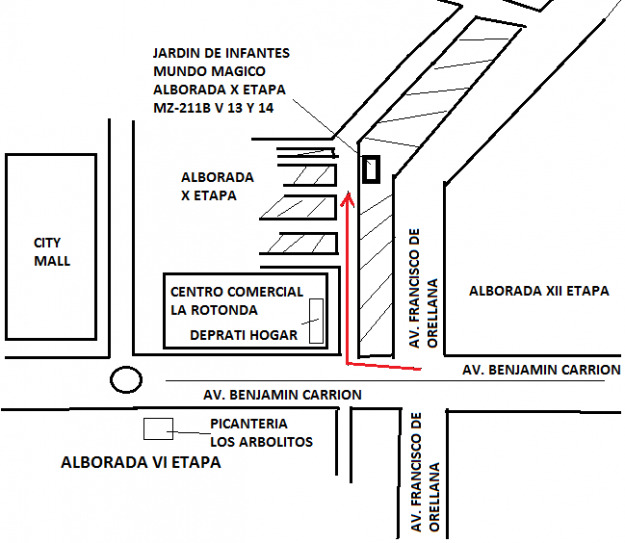 JARDIN DE INFANTES
MUNDO MAGICO
ALBORADA X ETAPA
MZ-211B V 13 Y 14
ALBORADA
X ETAPA
CITY
MALL
CENTRO COMERCIAL
LA ROTONDA
DEPRATI HOGAR
AV. FRANCISCO DE
ORELLANA
ALBORADA XII ETAPA
AV. BENJAMIN CARRION
AV. BENJAMIN CARRION
PICANTERIA
LOS ARBOLITOS
ALBORADA VI ETAPA
AV. FRANCISCO DE
ORELLANA